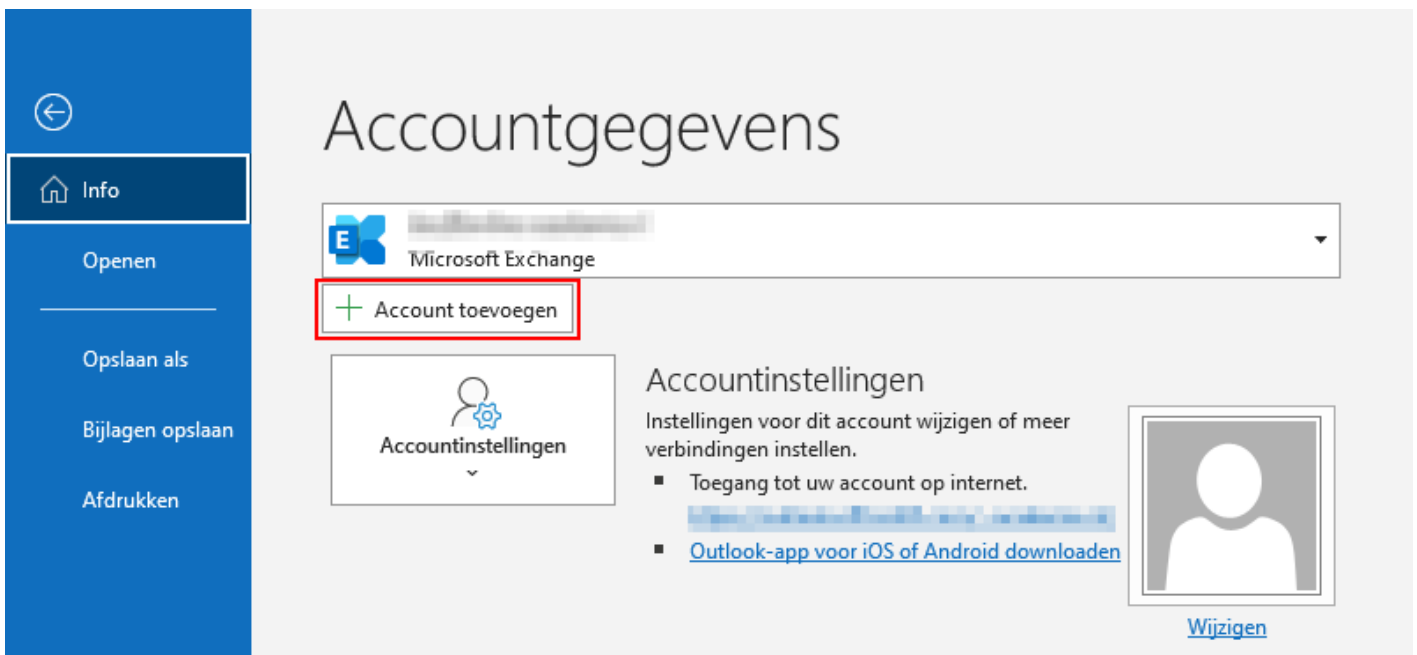 Accountgegevens
Info
E
Microsoft Exchange
Openen
Account toevoegen
Opslaan als
Accountinstellingen
Instellingen voor dit account wijzigen of meer
verbindingen instellen.
Bijlagen opslaan
Accountinstellingen
Toegang tot uw account op internet.
Afdrukken
Outlook-app voor iOS of Android downloaden
Wijzigen